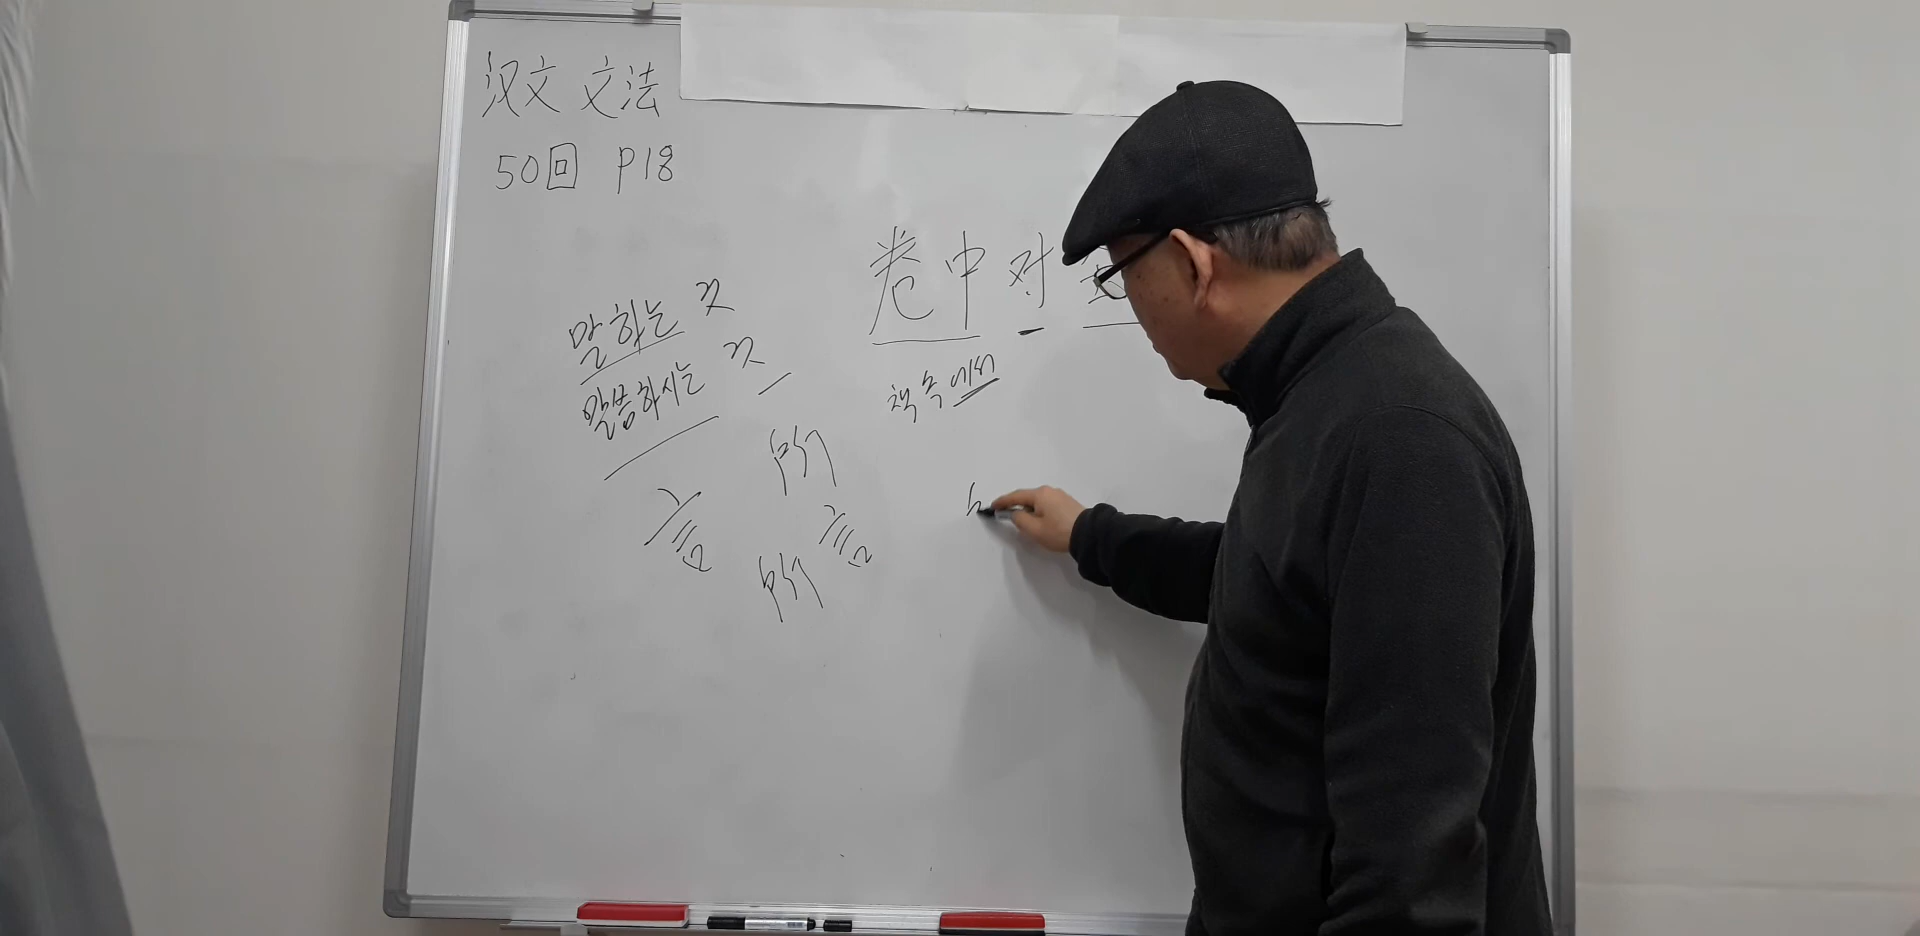 汉文 文法
50回 P18
卷中 对
책 속에서
말하는 것
말씀하시는 것
所
言 言
所